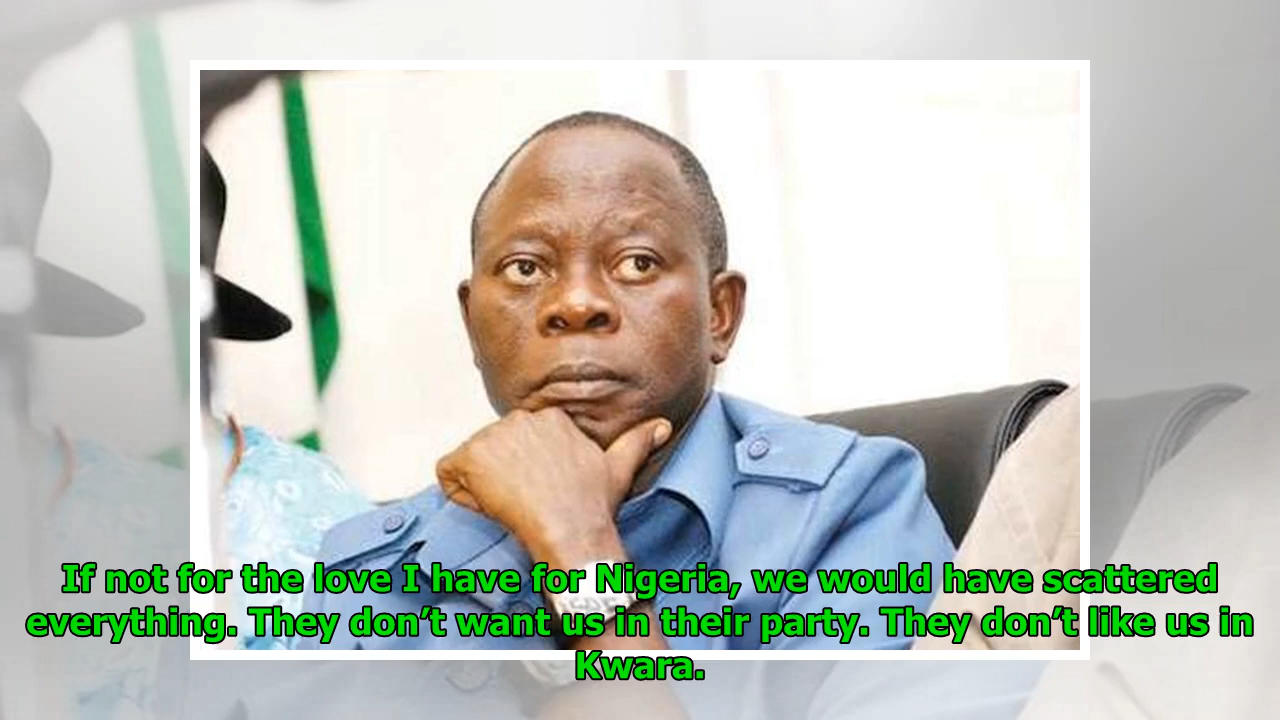 If not for the love I have for Nigeria, we would have scattered
everything. They don’t want us in their party. They don’t like us in
Kwara.